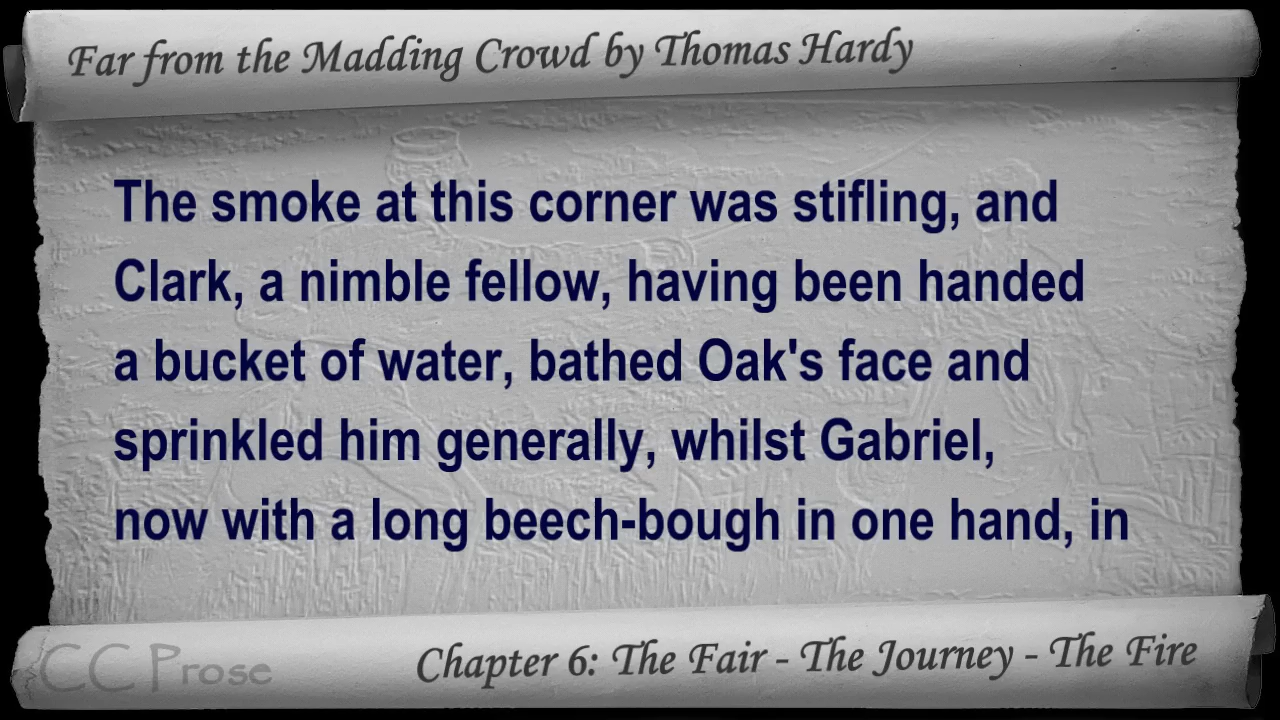 Far from the Madding Crowd by Thomas Hardy
The smoke at this corner was stifling, and
Clark, a nimble fellow, having been handed
a bucket of water, bathed Oak's face and
sprinkled him generally, whilst Gabriel,
now with a long beech-bough in one hand, in
CC Prose
Chapter 6: The Fair - The Journey - The Fire